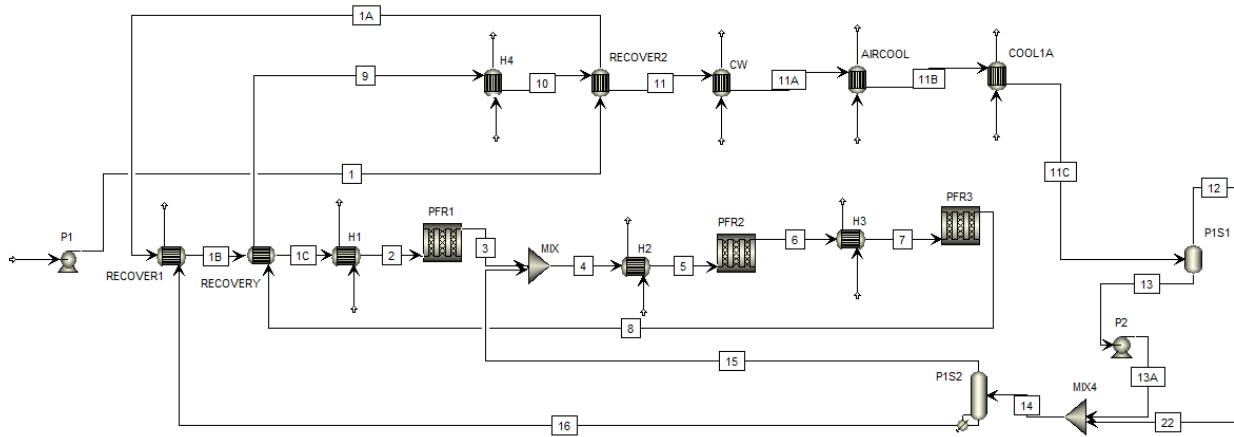 1A
H4
RECOVER2
CW
AIRCOOL
COOL1A
9
10
11
11A
11B
1
11C
12
P1
PFR1
PFR2
PFR3
P1S1
RECOVER1
1B
RECOVERY
1C
H1
2
3
MIX
4
H2
5
6
H3
7
13
8
P2
15
P1S2
13A
MIX4
14
22
16